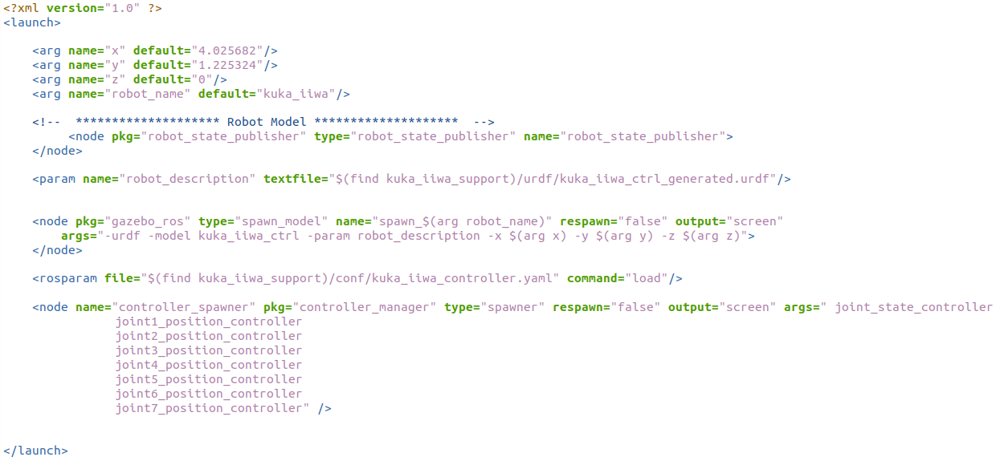 <?xml version="1.0" ?>
<launch>
<arg name="x" default="4.025682"/>
<arg name="y" default="1.225324"/>
<arg name="z" default="0"/>
<arg name="robot_name" default="kuka_iiwa"/>
<!--  ******************** Robot Model ********************  -->
<node pkg="robot_state_publisher" type="robot_state_publisher" name="robot_state_publisher">
</node>
<param name="robot_description" textfile="$(find kuka_iiwa_support)/urdf/kuka_iiwa_ctrl_generated.urdf"/>
<node pkg="gazebo_ros" type="spawn_model" name="spawn_$(arg robot_name)" respawn="false" output="screen"
args="-urdf -model kuka_iiwa_ctrl -param robot_description -x $(arg x) -y $(arg y) -z $(arg z)">
</node>
<rosparam file="$(find kuka_iiwa_support)/conf/kuka_iiwa_controller.yaml" command="load"/>
<node name="controller_spawner" pkg="controller_manager" type="spawner" respawn="false" output="screen" args=" joint_state_controller
joint1_position_controller
joint2_position_controller
joint3_position_controller
joint4_position_controller
joint5_position_controller
joint6_position_controller
joint7_position_controller" />
</launch>